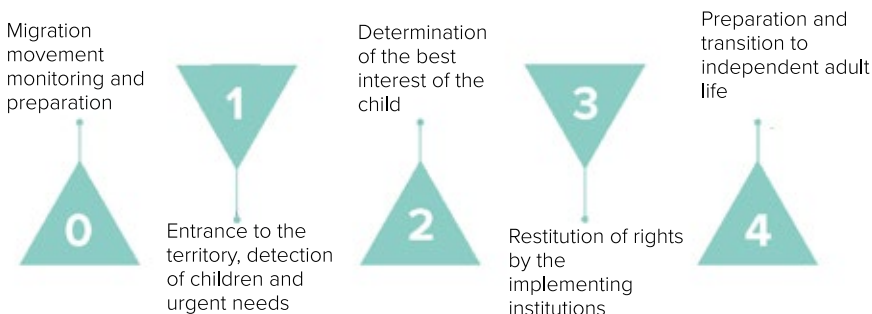 Migration
movement
monitoring and
preparation
0
1
Entrance to the
territory, detection
of children and
urgent needs
Determination
of the best
interest of the
child
2
3
Restitution of rights
by the
implementing
institutions
Preparation and
transition to
independent adult
life
4